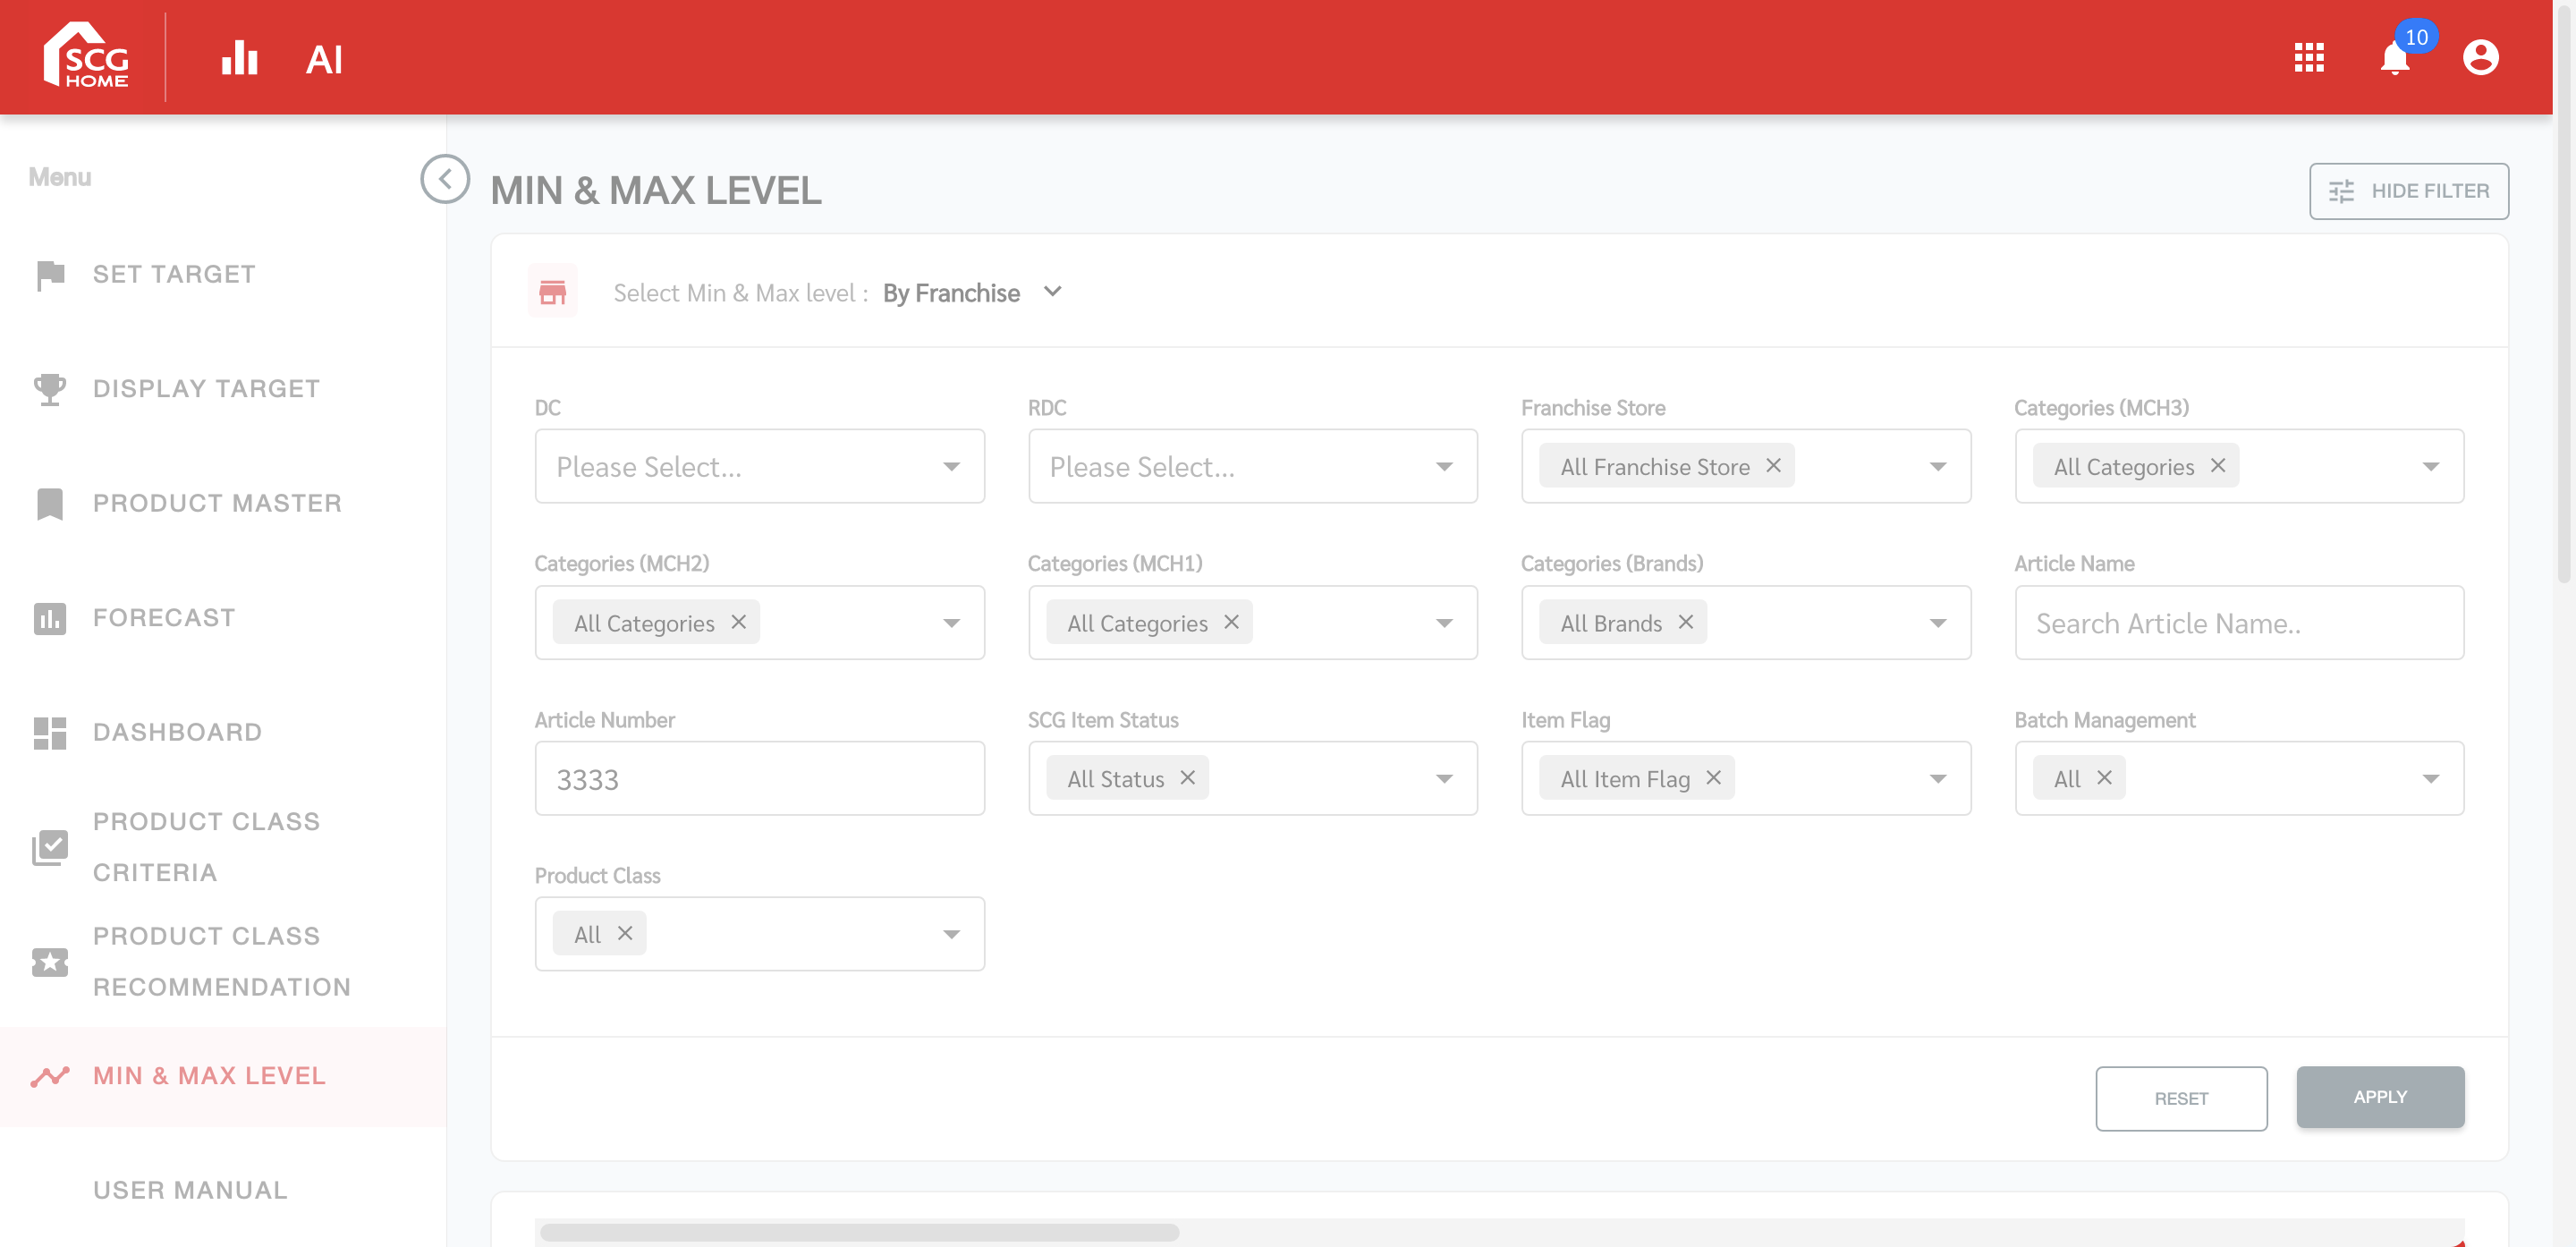 SCG
HOME
AI
10
Menu
SET TARGET
DISPLAY TARGET
PRODUCT MASTER
FORECAST
DASHBOARD
PRODUCT CLASS
CRITERIA
PRODUCT CLASS
RECOMMENDATION
MIN & MAX LEVEL
USER MANUAL
MIN & MAX LEVEL
HIDE FILTER
Select Min & Max level : By Franchise
DC
RDC
Franchise Store
Categories (MCH3)
Please Select...
Please Select...
All Franchise Store
All Categories
Categories (MCH2)
Categories (MCH1)
Categories (Brands)
Article Name
All Categories
All Categories
All Brands
Search Article Name..
Article Number
SCG Item Status
Item Flag
Batch Management
3333
All Status
All Item Flag
All
Product Class
All
RESET
APPLY